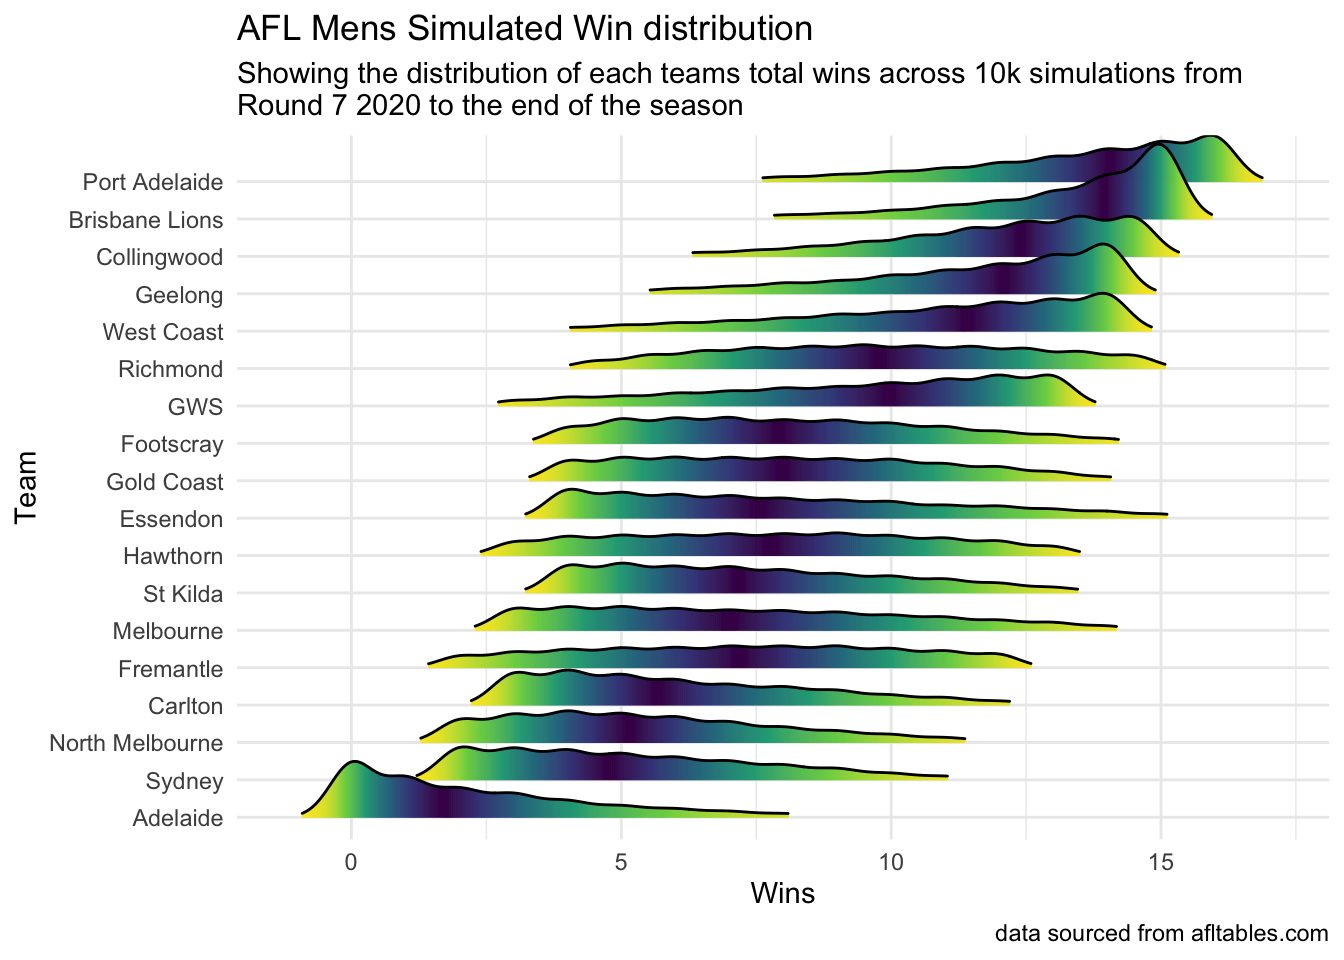 AFL Mens Simulated Win distribution
Showing the distribution of each teams total wins across 10k simulations from
Round 7 2020 to the end of the season
Port Adelaide
Brisbane Lions
Collingwood
Geelong
West Coast
Richmond
GWS
Footscray
Gold Coast
Essendon
Hawthorn
St Kilda
Melbourne
Fremantle
Carlton
North Melbourne
Sydney
Adelaide
Team
0 5 10 15
Wins
data sourced from afltables.com